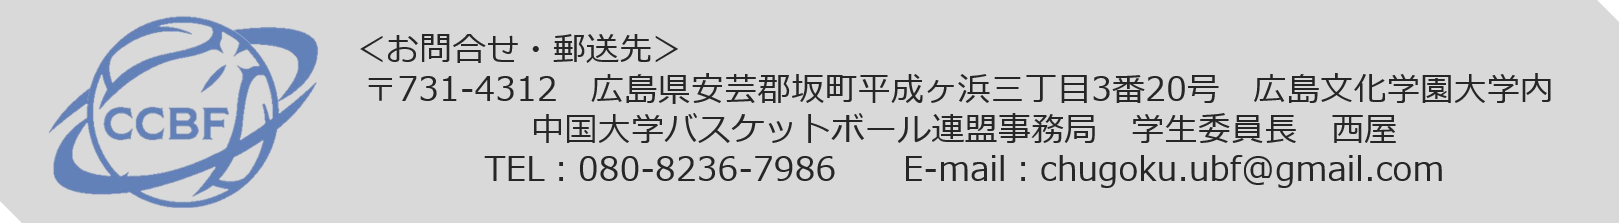 CCBF
＜お問合せ・郵送先＞
〒731-4312　広島県安芸郡坂町平成ヶ浜三丁目3番20号　広島文化学園大学内
中国大学バスケットボール連盟事務局　学生委員長　西屋
TEL：080-8236-7986　　E-mail：chugoku.ubf@gmail.com